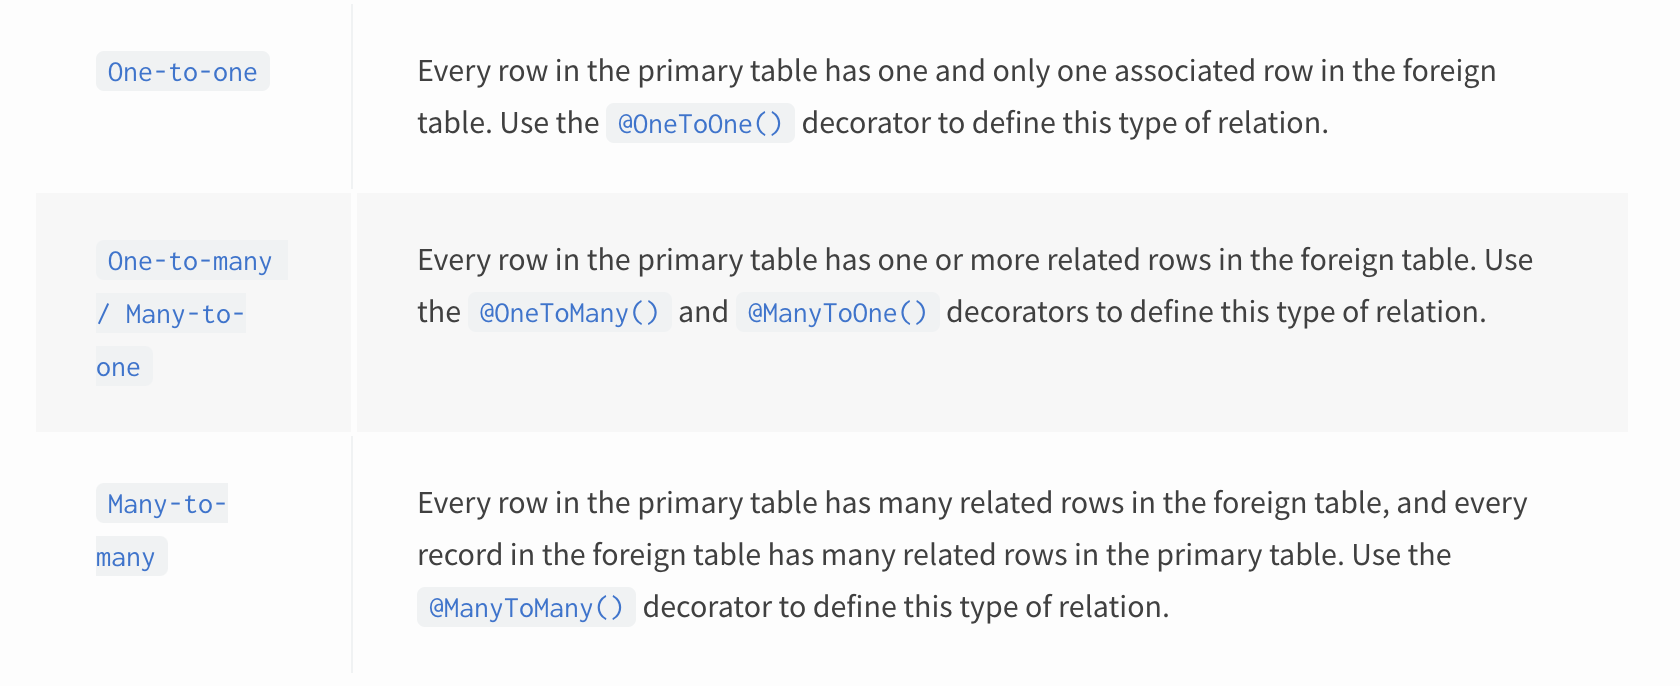 One-to-one
Every row in the primary table has one and only one associated row in the foreign
table. Use the @OneToOne() decorator to define this type of relation.
One-to-many
/ Many-to-
one
Every row in the primary table has one or more related rows in the foreign table. Use
the @OneToMany() and @ManyToOne() decorators to define this type of relation.
Many-to-
many
Every row in the primary table has many related rows in the foreign table, and every
record in the foreign table has many related rows in the primary table. Use the
@ManyToMany() decorator to define this type of relation.